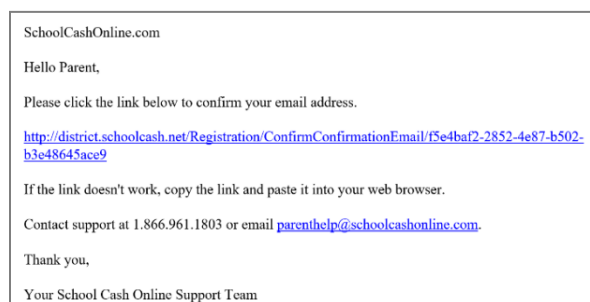 SchoolCashOnline.com
Hello Parent,
Please click the link below to confirm your email address.
http://district.schoolcash.net/Registration/ConfirmConfirmationEmail/f5e4baf2-2852-4e87-b502-
b3e48645ace9
If the link doesn't work, copy the link and paste it into your web browser.
Contact support at 1.866.961.1803 or email parenthelp@schoolcashonline.com.
Thank you,
Your School Cash Online Support Team